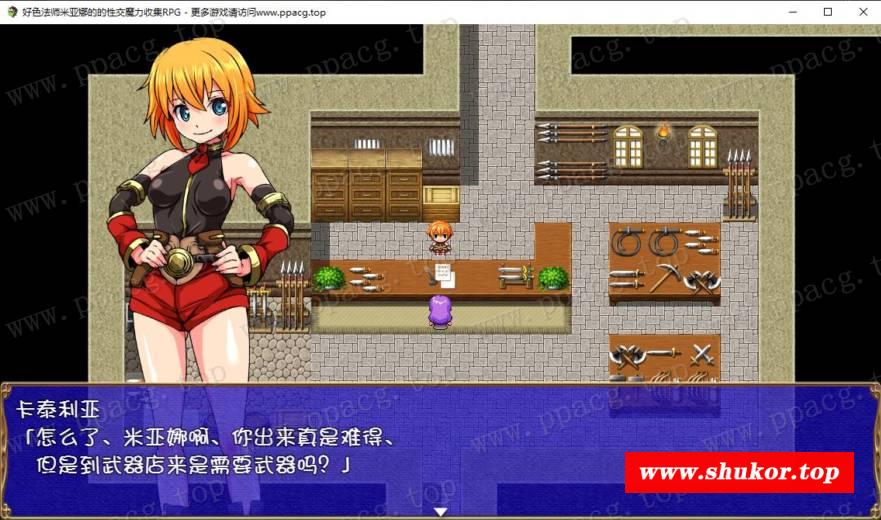 好色法师米亚娜的的性交魔力收集RPG - 更多游戏请访问www.ppacg.top
www.ppacg.top
卡泰利亚
「怎么了、米亚娜啊、你出来真是难得、
但是到武器店来是需要武器吗？」
www.shukor.top